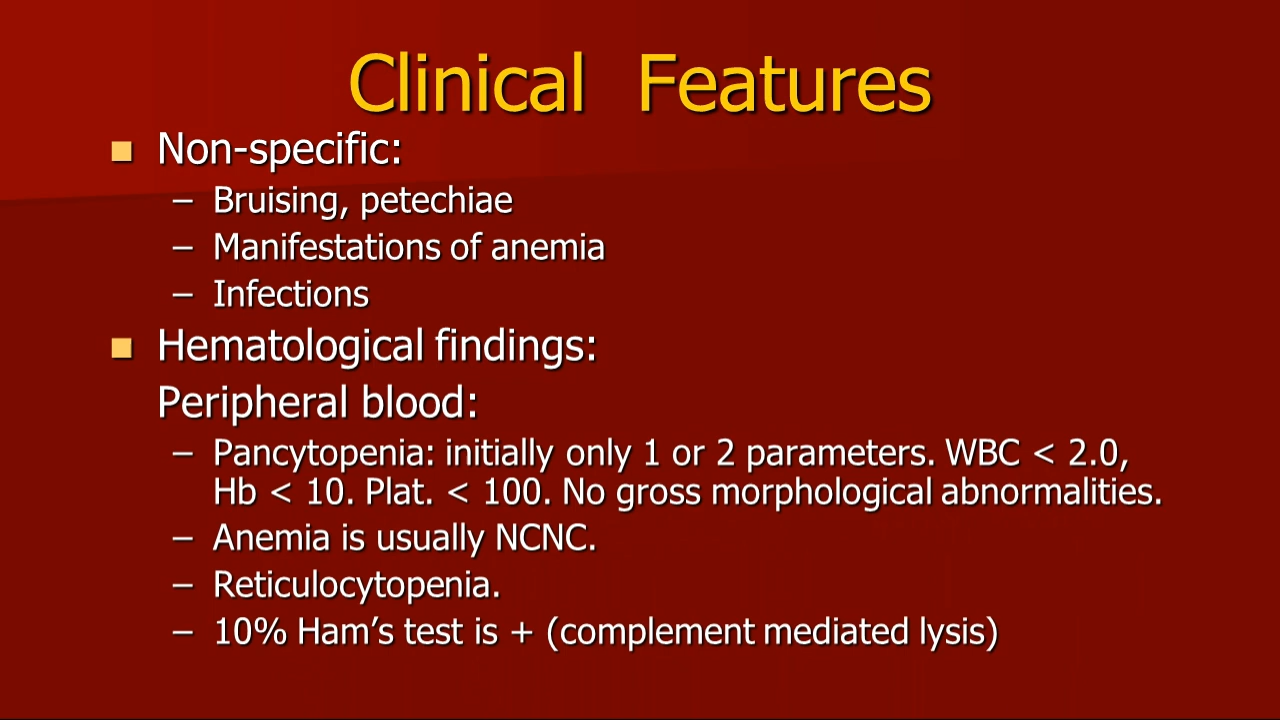 Clinical Features
■ Non-specific:
– Bruising, petechiae
– Manifestations of anemia
– Infections
■ Hematological findings:
Peripheral blood:
– Pancytopenia: initially only 1 or 2 parameters. WBC < 2.0,
Hb < 10. Plat. < 100. No gross morphological abnormalities.
– Anemia is usually NCNC.
– Reticulocytopenia.
– 10% Ham’s test is + (complement mediated lysis)